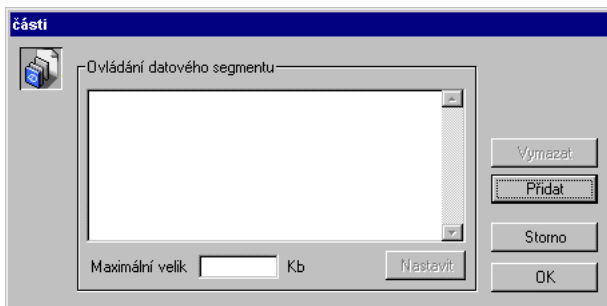 části
Ovládání datového segmentu
Vymazat
Přidat
Storno
Maximální velik Kb Nastavit
OK